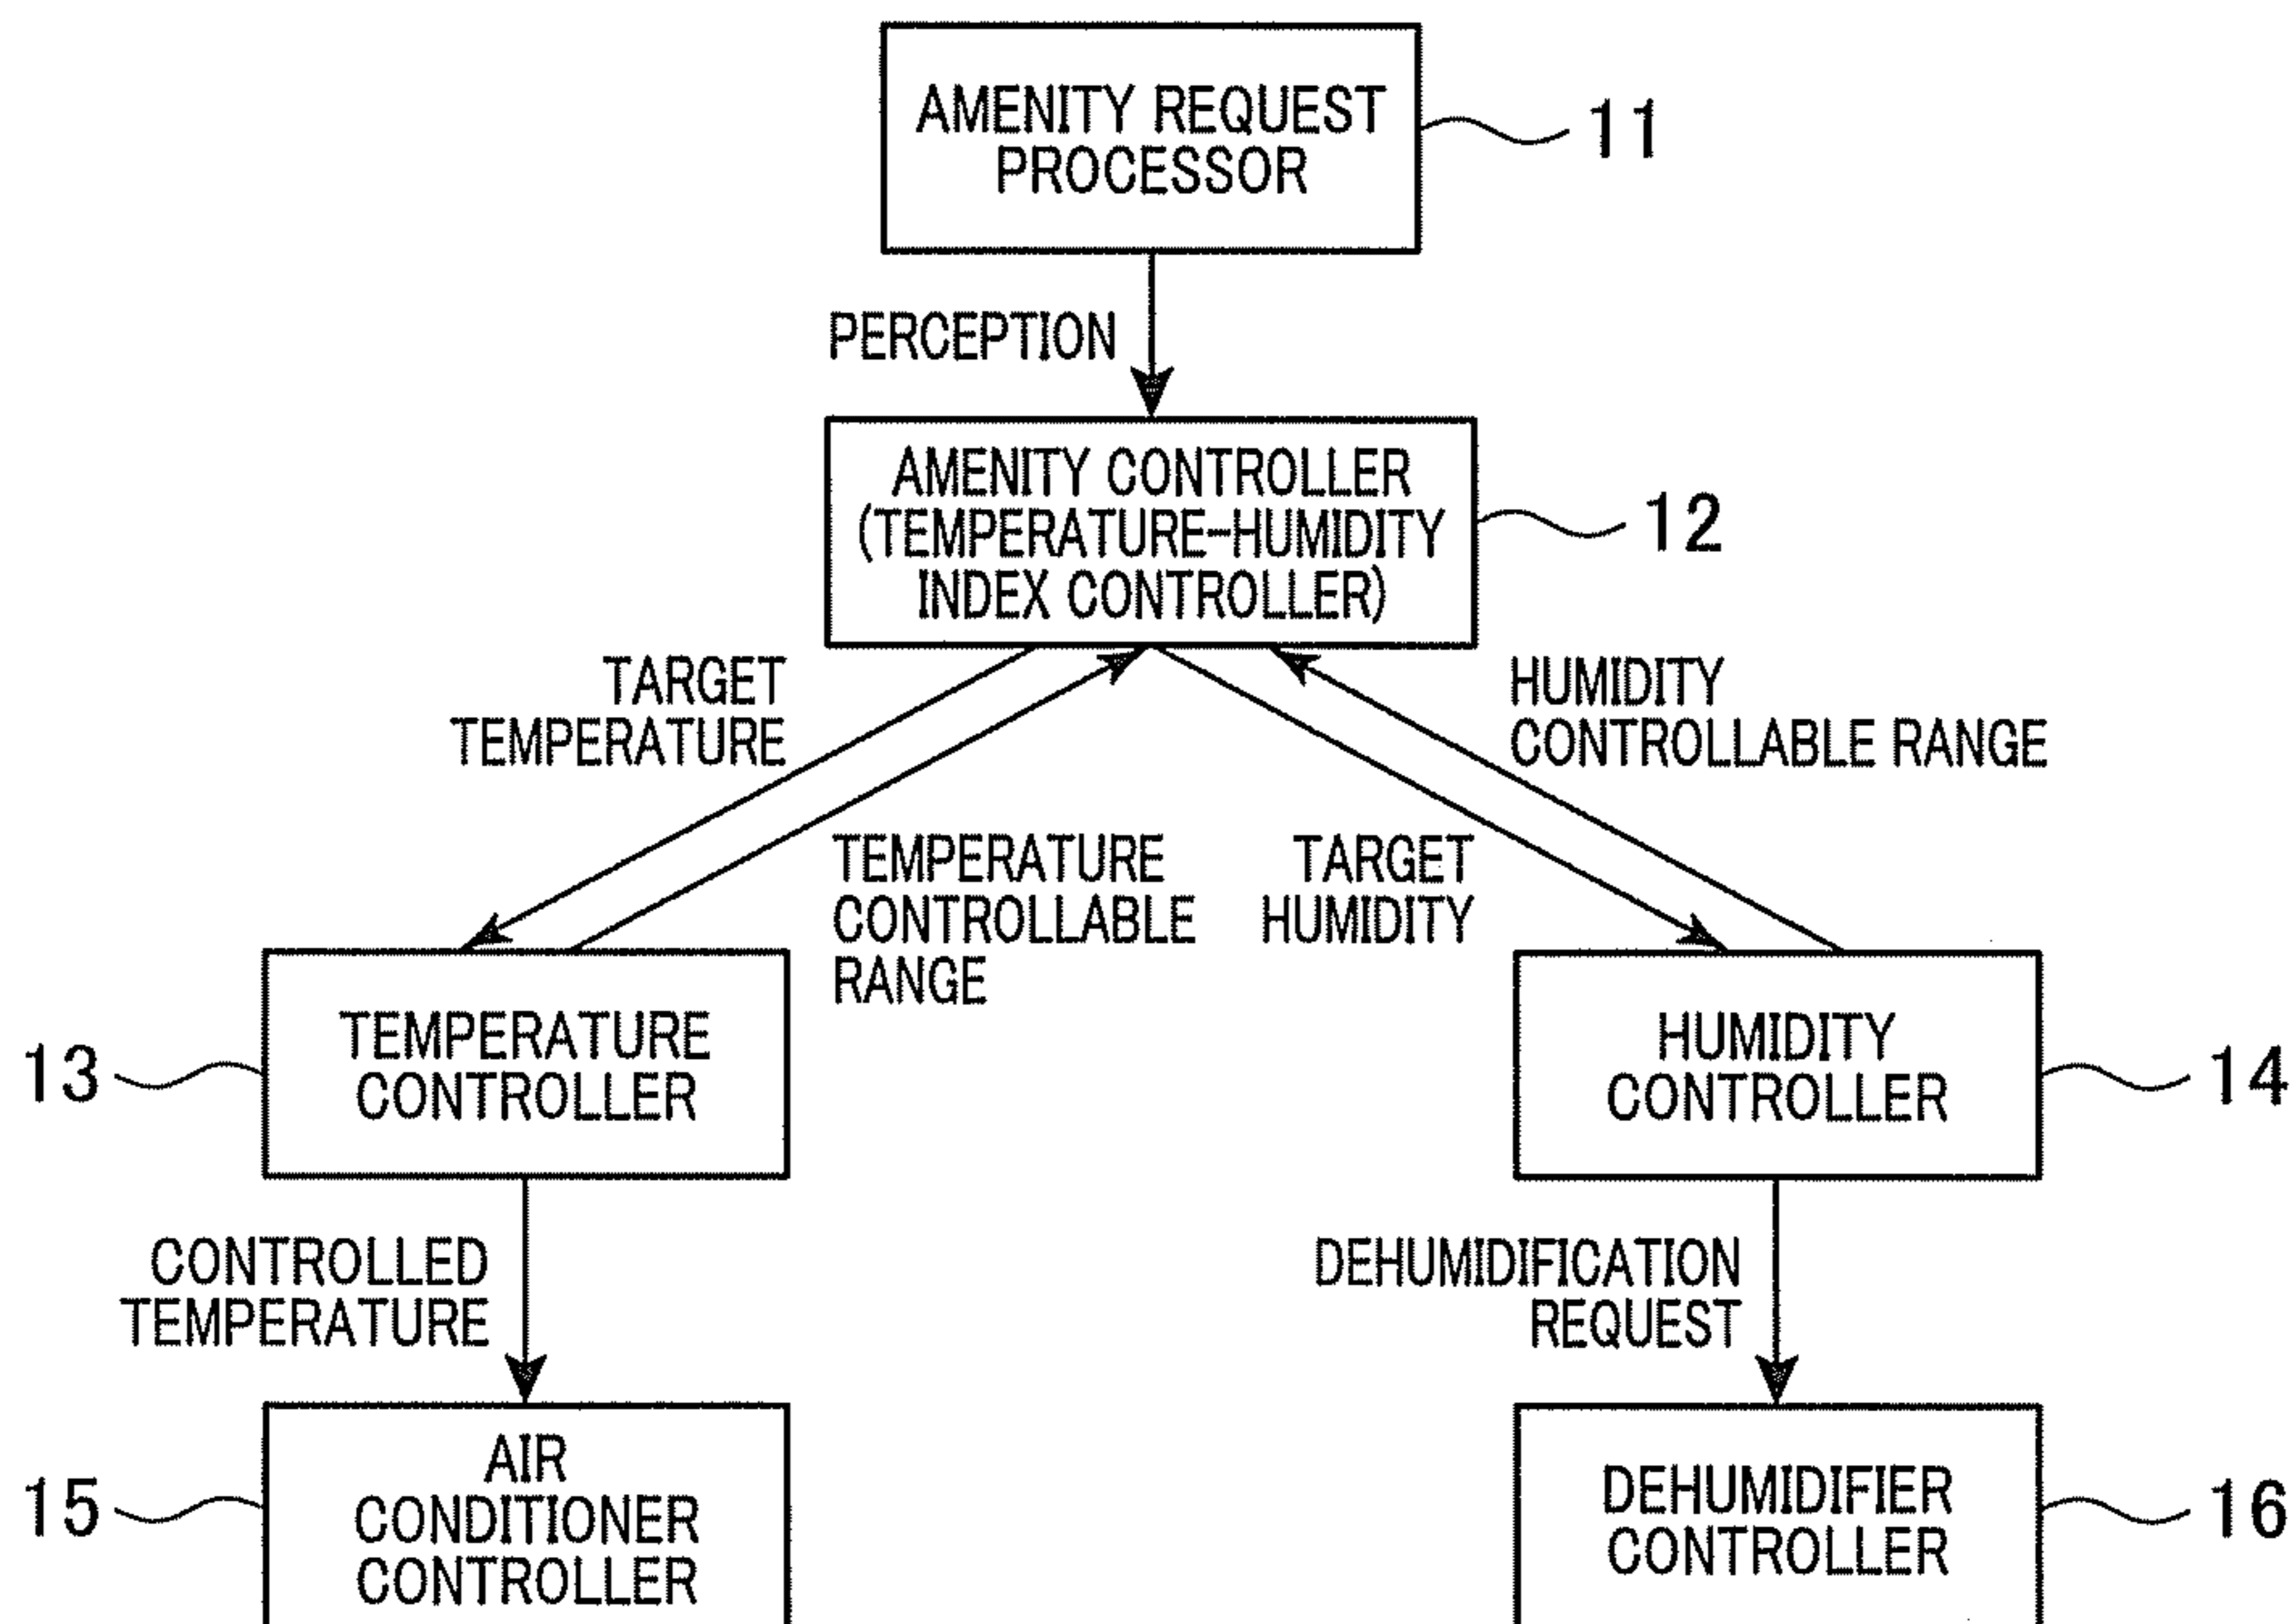 AMENITY REQUEST
PROCESSOR
11
PERCEPTION
AMENITY CONTROLLER
(TEMPERATURE-HUMIDITY
INDEX CONTROLLER)
12
TARGET
TEMPERATURE
HUMIDITY
CONTROLLABLE RANGE
TEMPERATURE
CONTROLLABLE
RANGE
TARGET
HUMIDITY
13
TEMPERATURE
CONTROLLER
HUMIDITY
CONTROLLER
14
CONTROLLED
TEMPERATURE
DEHUMIDIFICATION
REQUEST
15
AIR
CONDITIONER
CONTROLLER
DEHUMIDIFIER
CONTROLLER
16